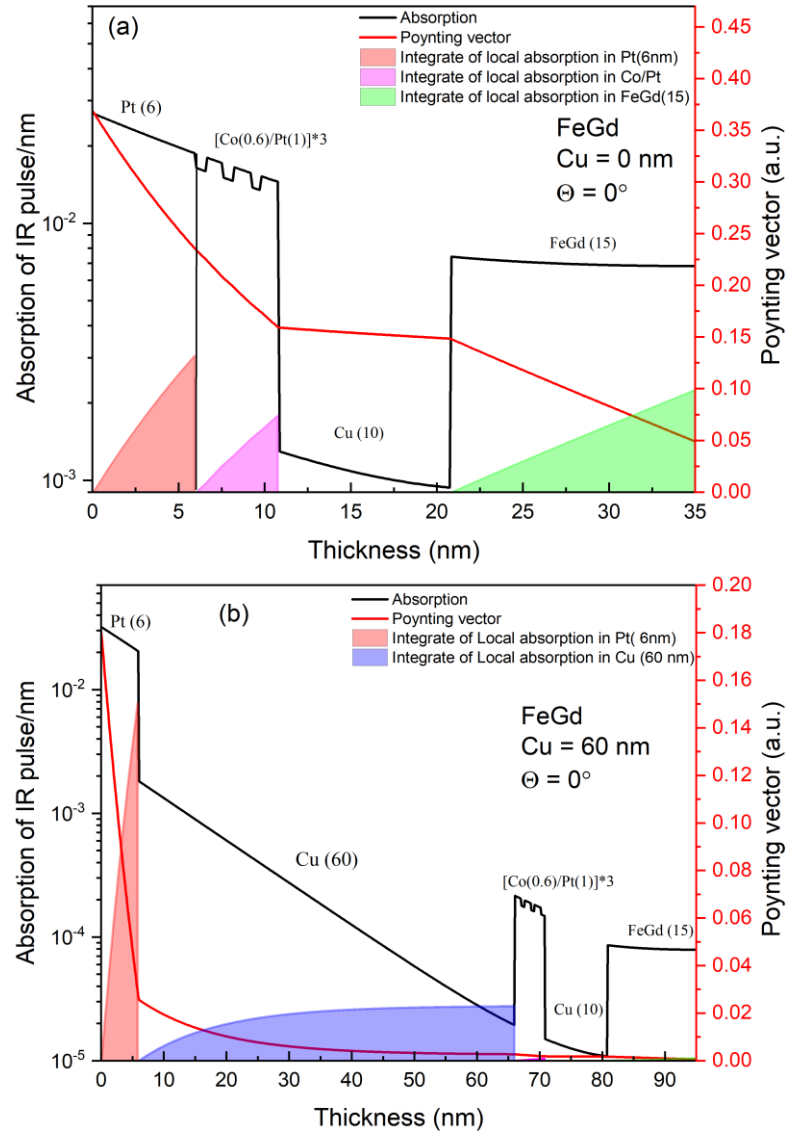 (a)
Absorption
Poynting vector
Integrate of local absorption in Pt(6nm)
Integrate of local absorption in Co/Pt
Integrate of local absorption in FeGd(15)
Pt (6)
[Co(0.6)/Pt(1)]*3
FeGd
Cu = 0 nm
Θ = 0°
FeGd (15)
Cu (10)
Absorption of IR pulse/nm
10⁻²
10⁻³
Poynting vector (a.u.)
0.45
0.40
0.35
0.30
0.25
0.20
0.15
0.10
0.05
0.00
0 5 10 15 20 25 30 35
Thickness (nm)
(b)
Absorption
Poynting vector
Integrate of Local absorption in Pt( 6nm)
Integrate of Local absorption in Cu (60 nm)
Pt (6)
FeGd
Cu = 60 nm
Θ = 0°
Cu (60)
[Co(0.6)/Pt(1)]*3
FeGd (15)
Cu (10)
Absorption of IR pulse/nm
10⁻²
10⁻³
10⁻⁴
10⁻⁵
Poynting vector (a.u.)
0.20
0.18
0.16
0.14
0.12
0.10
0.08
0.06
0.04
0.02
0.00
0 10 20 30 40 50 60 70 80 90
Thickness (nm)